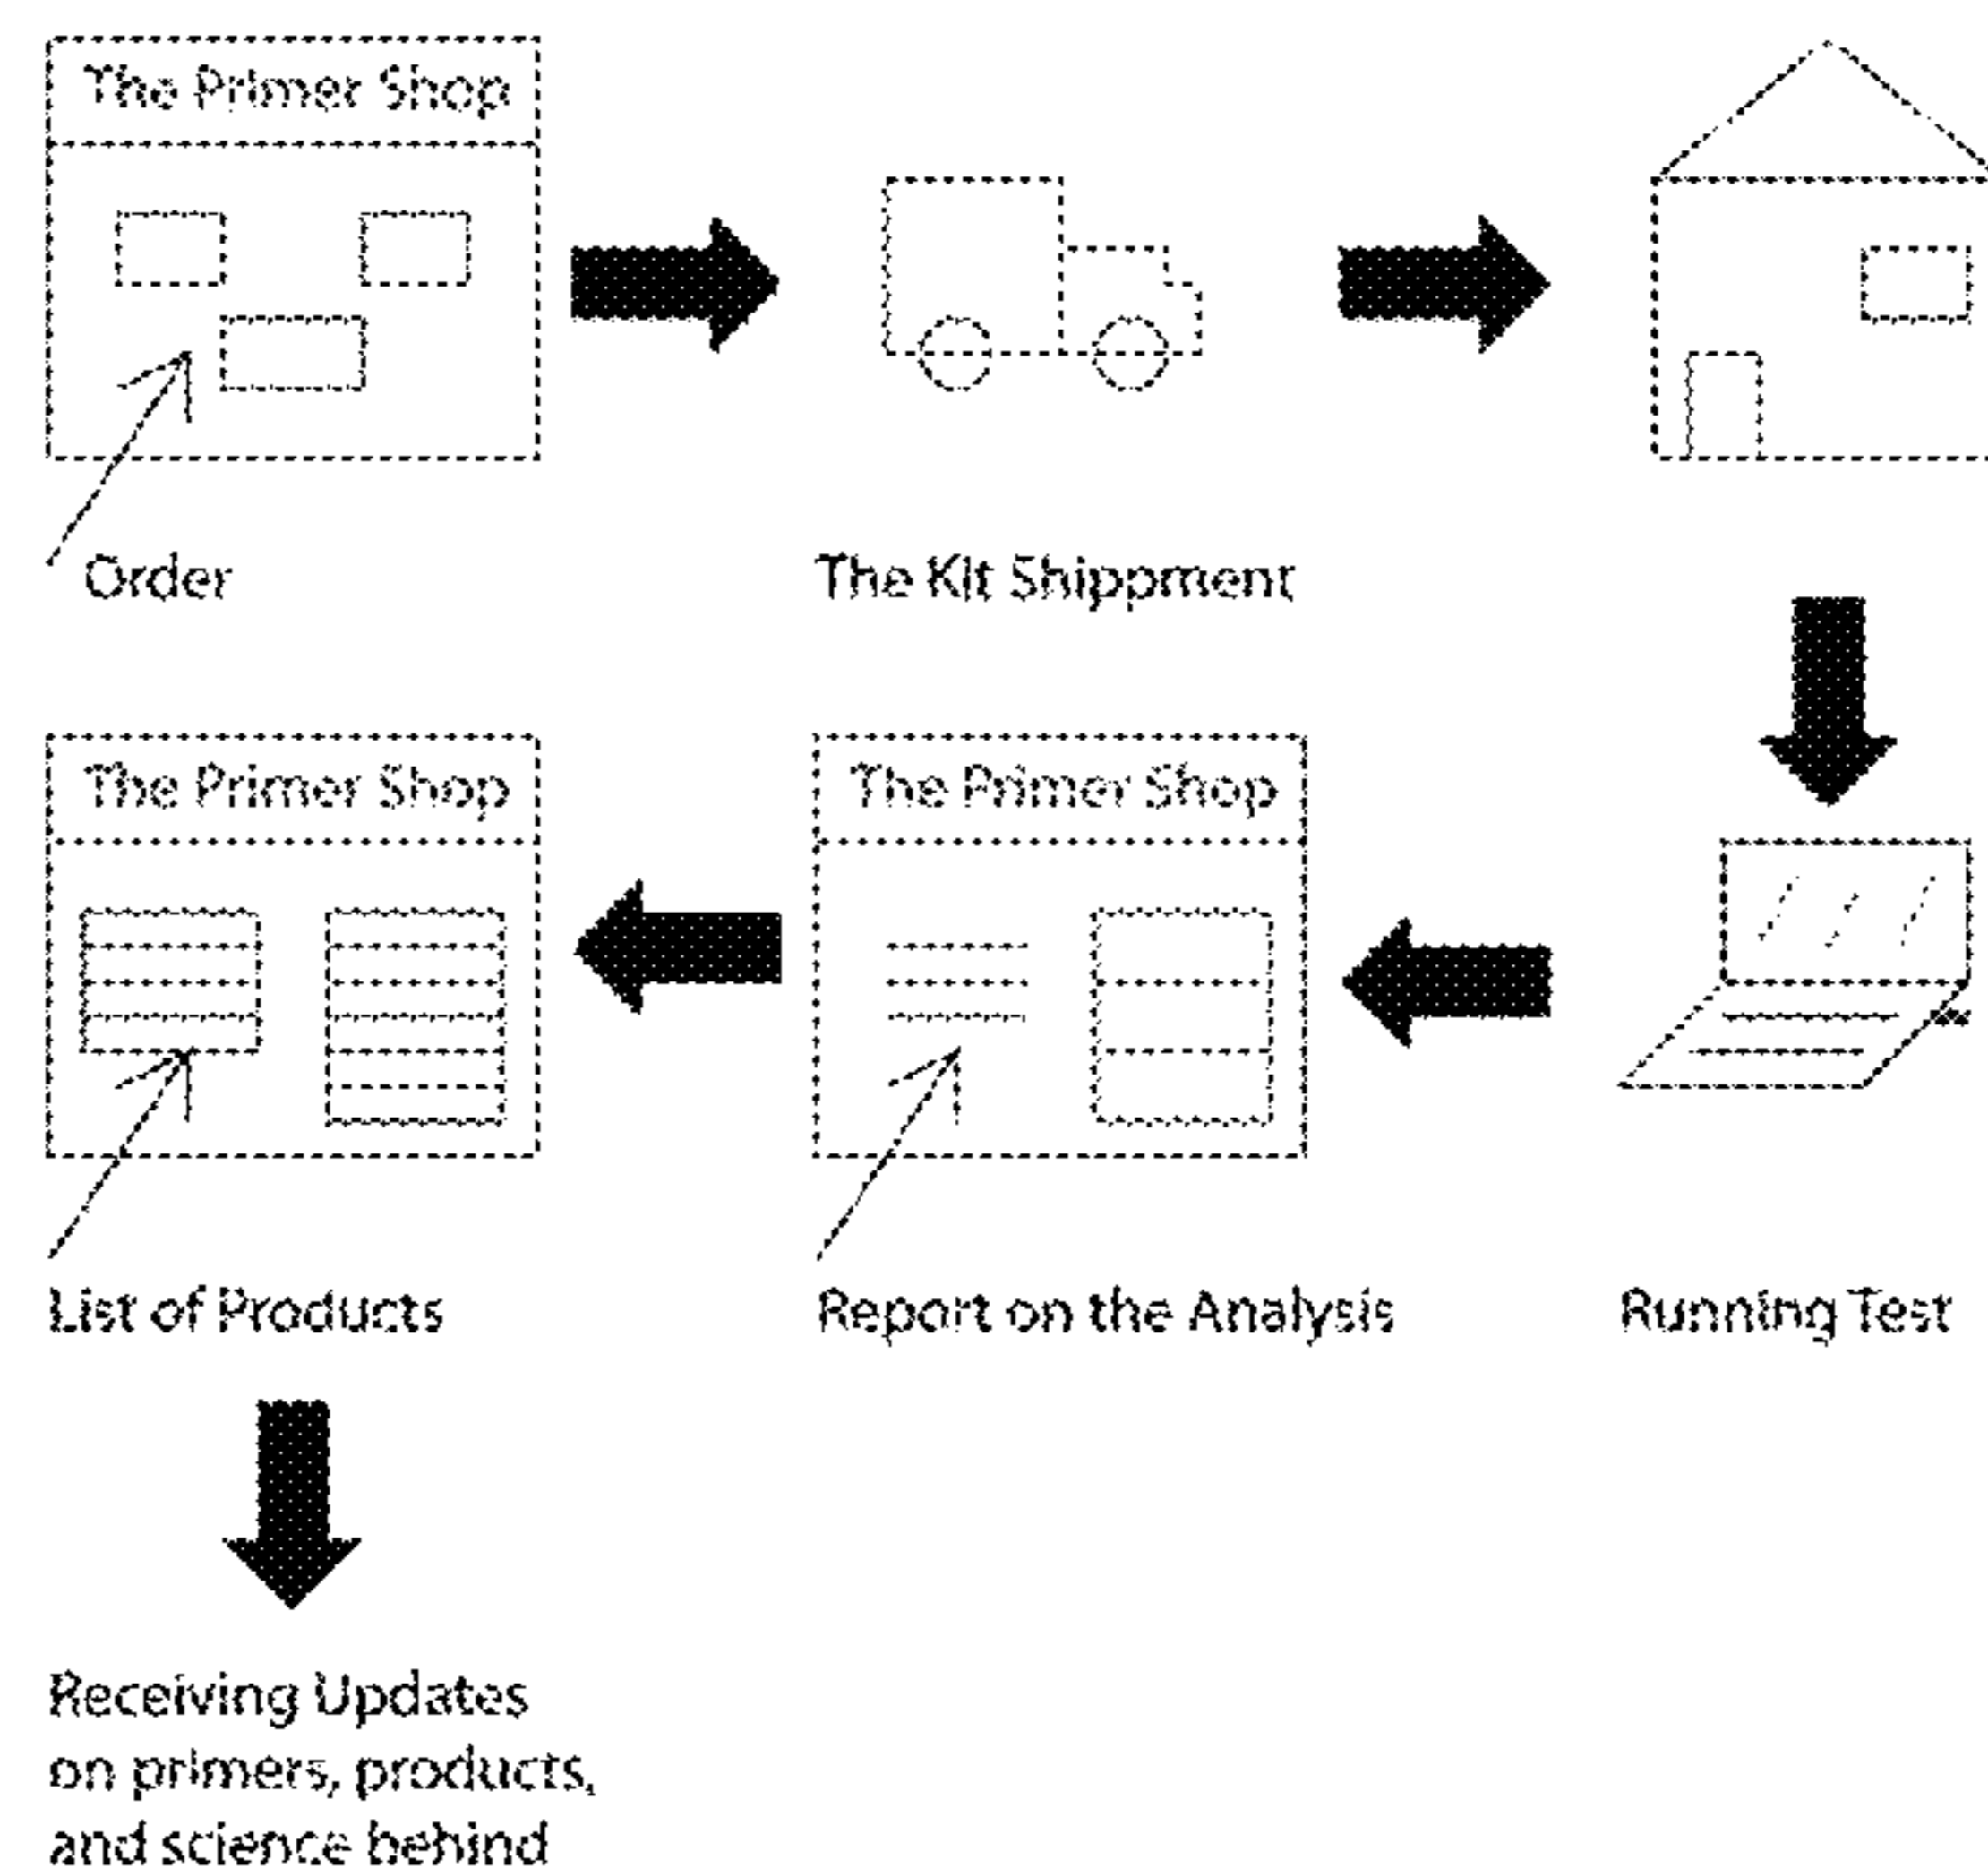 The Primer Shop
Order
The Kit Shippment
The Primer Shop
The Primer Shop
List of Products
Report on the Analysis
Running Test
Receiving Updates
on primers, products,
and science behind